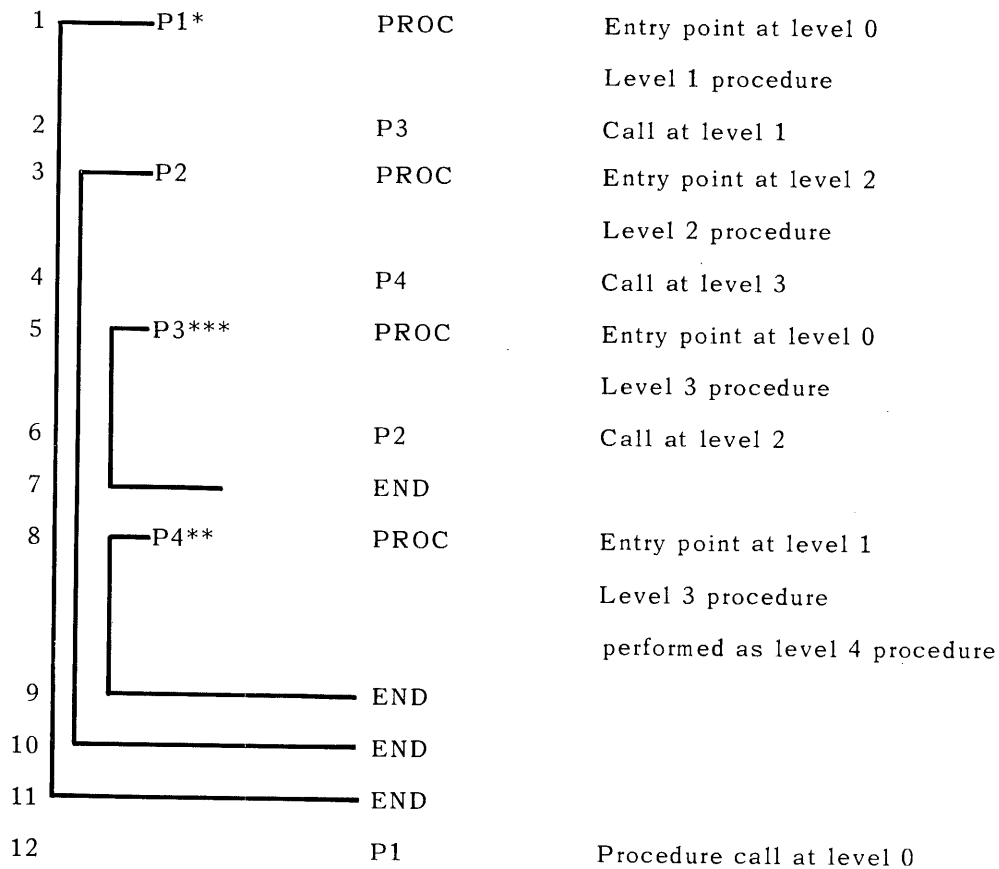 1 P1* PROC Entry point at level 0
Level 1 procedure
2 P3 Call at level 1
3 P2 PROC Entry point at level 2
Level 2 procedure
4 P4 Call at level 3
5 P3*** PROC Entry point at level 0
Level 3 procedure
6 P2 Call at level 2
7 END
8 P4** PROC Entry point at level 1
Level 3 procedure
performed as level 4 procedure
9 END
10 END
11 END
12 P1 Procedure call at level 0